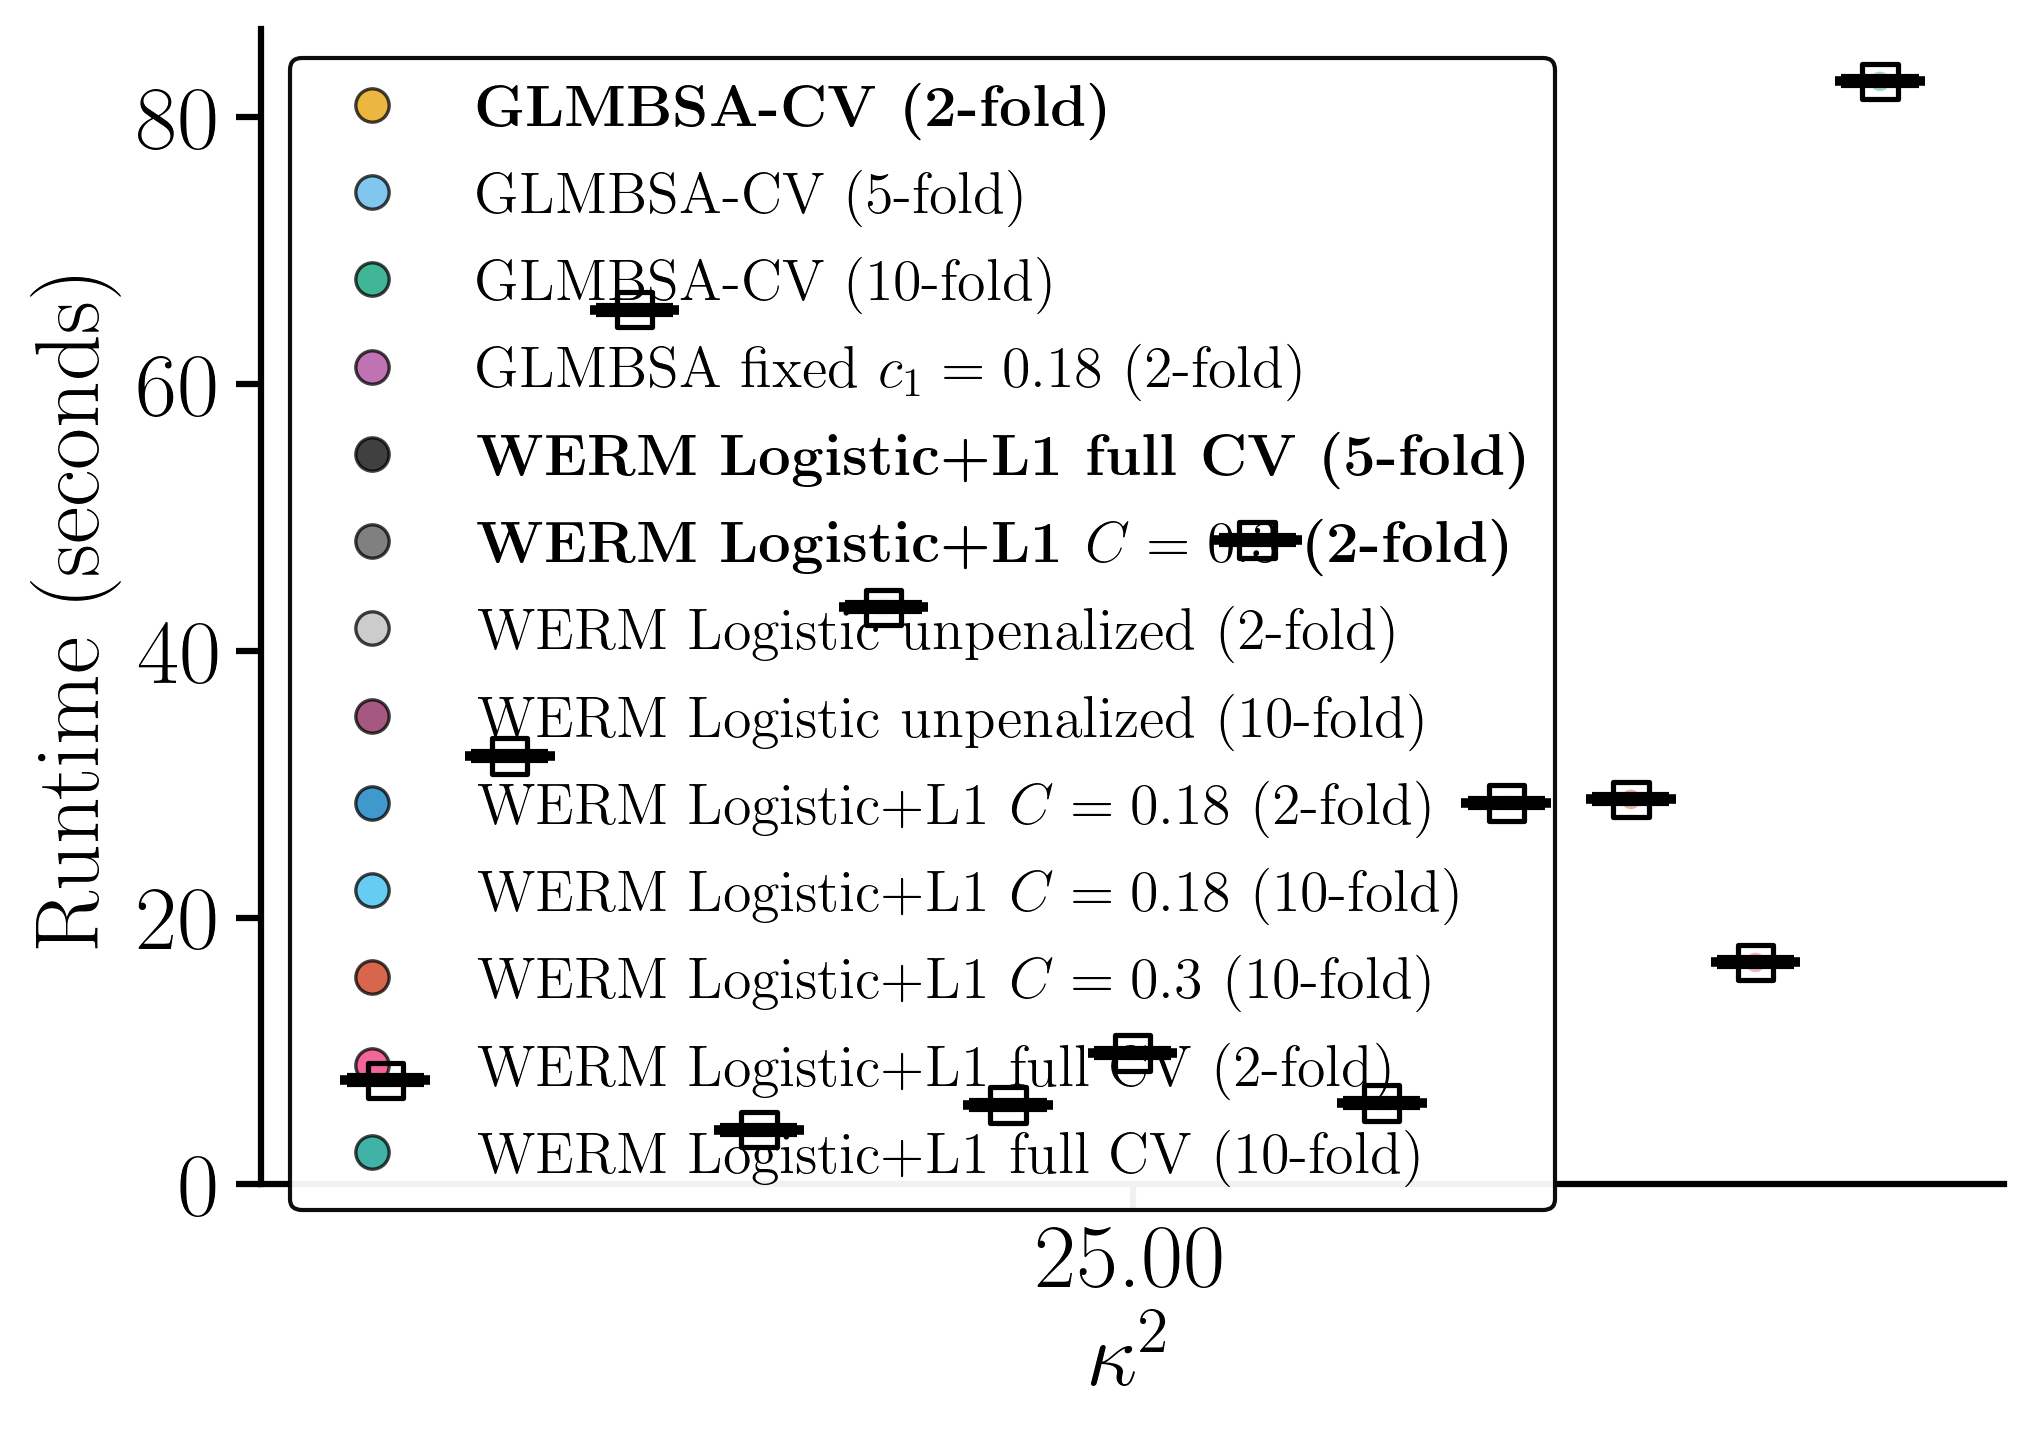 80
60
40
20
0
Runtime (seconds)
GLMBSA-CV (2-fold)
GLMBSA-CV (5-fold)
GLMBSA-CV (10-fold)
GLMBSA fixed c₁ = 0.18 (2-fold)
WERM Logistic+L1 full CV (5-fold)
WERM Logistic+L1 C = (2-fold)
WERM Logistic unpenalized (2-fold)
WERM Logistic unpenalized (10-fold)
WERM Logistic+L1 C = 0.18 (2-fold)
WERM Logistic+L1 C = 0.18 (10-fold)
WERM Logistic+L1 C = 0.3 (10-fold)
WERM Logistic+L1 full CV (2-fold)
WERM Logistic+L1 full CV (10-fold)
25.00
κ²